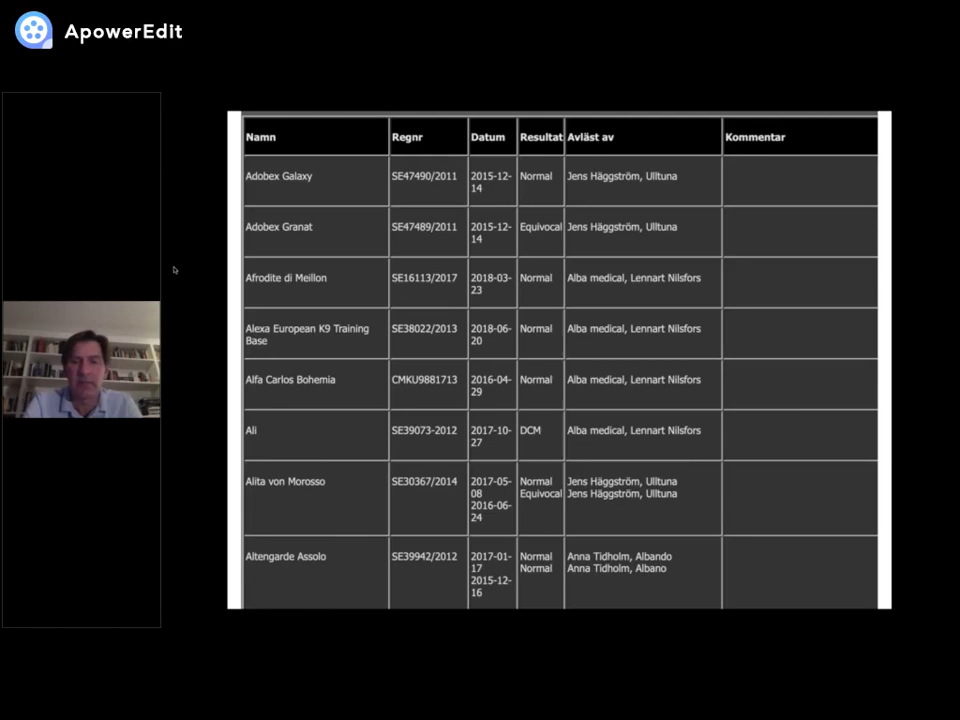 ApowerEdit
Namn Regnr Datum Resultat Avläst av Kommentar
Adobex Galaxy SE47490/2011 2015-12- Normal Jens Häggström, Ulltuna
14
Adobex Granat SE47489/2011 2015-12- Equivocal Jens Häggström, Ulltuna
14
Afrodite di Meillon SE16113/2017 2018-03- Normal Alba medical, Lennart Nilsfors
23
Alexa European K9 Training SE38022/2013 2018-06- Normal Alba medical, Lennart Nilsfors
Base 20
Alfa Carlos Bohemia CMKU9881713 2016-04- Normal Alba medical, Lennart Nilsfors
29
Ali SE39073-2012 2017-10- DCM Alba medical, Lennart Nilsfors
27
Alita von Morosso SE30367/2014 2017-05- Normal Jens Häggström, Ulltuna
08 Equivocal Jens Häggström, Ulltuna
2016-06-
24
Altengarde Assolo SE39942/2012 2017-01- Normal Anna Tidholm, Albando
17 Normal Anna Tidholm, Albano
2015-12-
16